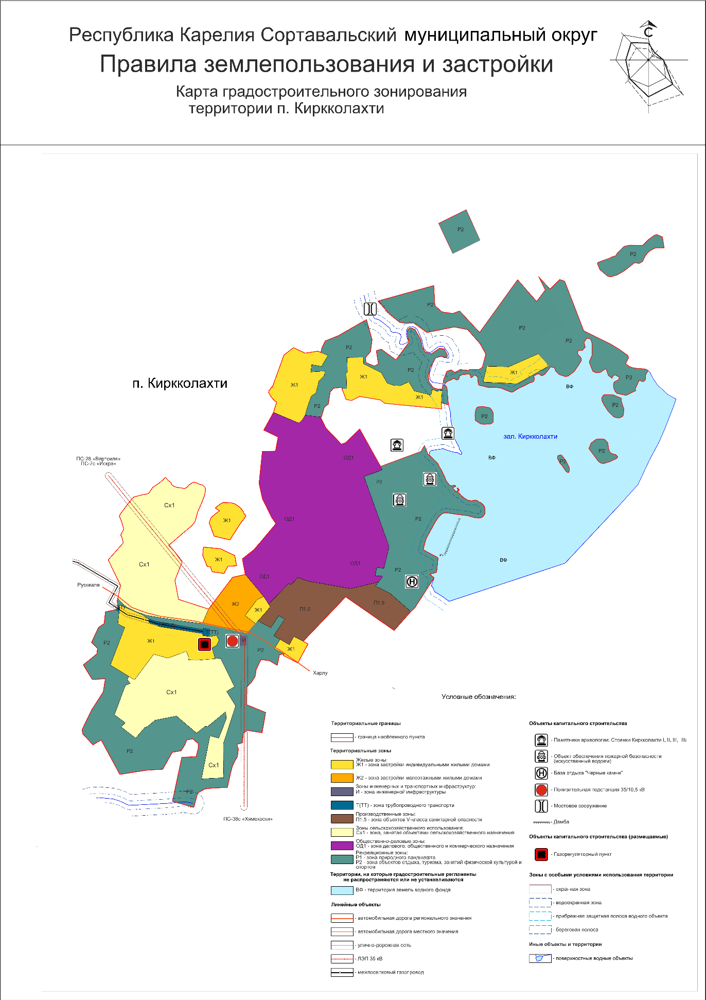 Республика Карелия Сортавальский муниципальный округ
Правила землепользования и застройки
Карта градостроительного зонирования
территории п. Киркколахти
С
Р2
Р2
Р2
Р2
Р2
Р2
Ж1
Р2
Ж1
Р2
Ж1
Р2
ВФ
Р2
п. Киркколахти
Ж1
Р2
Р2
Р2
зал. Киркколахти
ОД1
Р2
ВФ
Р2
ПС-28 «Вяртсиля»
ПС-7с «Искра»
Р2
Сх1
Ж1
ОД1
Р2
Ж1
ВФ
Сх1
ОД1
Р2
ОД1
Рускеала
Ж2
Ж1
П1.5
П1.5
Т(ТТ)
Р2
Ж1
И
Р2
Ж1
Харлу
Сх1
Р2
Сх1
Р2
ПС-38с «Хямекоски»
Условные обозначения:
Территориальные границы
- граница населённого пункта
Территориальные зоны
Жилые зоны:
Ж1 - зона застройки индивидуальными жилыми домами
Ж2 - зона застройки малоэтажными жилыми домами
Зоны инженерных и транспортных инфраструктур:
И - зона инженерной инфраструктуры
Т(ТТ) - зона трубопроводного транспорта
Производственные зоны:
П1.5 - зона объектов V-класса санитарной опасности
Зоны сельскохозяйственного использования:
Сх1 - зона, занятая объектами сельскохозяйственного назначения
Общественно-деловые зоны:
ОД1 - зона делового, общественного и коммерческого назначения
Рекреационные зоны:
Р1 - зона природного ландшафта
Р2 - зона объектов отдыха, туризма, занятий физической культурой и
спортом
Территории, на которые градостроительные регламенты
не распространяются или не устанавливаются
ВФ - территория земель водного фонда
Линейные объекты
- автомобильная дорога регионального значения
- автомобильная дорога местного значения
- улично-дорожная сеть
- ЛЭП 35 кВ
- межпоселковый газопровод
Объекты капитального строительства
- Памятники археологии: Стоянки Киркколахти I, II, III, IIIа
- Объект обеспечения пожарной безопасности
(искусственный водоем)
- База отдыха "Черные камни"
- Понизительная подстанция 35/10,5 кВ
- Мостовое сооружение
- Дамба
Объекты капитального строительства (размещаемые)
- Газорегуляторный пункт
Зоны с особыми условиями использования территории
- охранная зона
- водоохранная зона
- прибрежная защитная полоса водного объекта
- береговая полоса
Иные объекты и территории
- поверхностные водные объекты